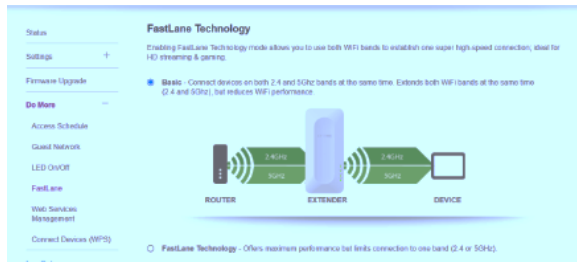 Status
Settings +
Firmware Upgrade
Do More –
Access Schedule
Guest Network
LED On/Off
FastLane
Web Services
Management
Connect Devices (WPS)
FastLane Technology
Enabling FastLane Technology mode allows you to use both WiFi bands to establish one super high-speed connection, ideal for
HD streaming & gaming.
Basic - Connect devices on both 2.4 and 5Ghz bands at the same time. Extends both WiFi bands at the same time
(2.4 and 5Ghz), but reduces WiFi performance.
2.4GHz 2.4GHz
5GHz 5GHz
ROUTER EXTENDER DEVICE
FastLane Technology - Offers maximum performance but limits connection to one band (2.4 or 5GHz).